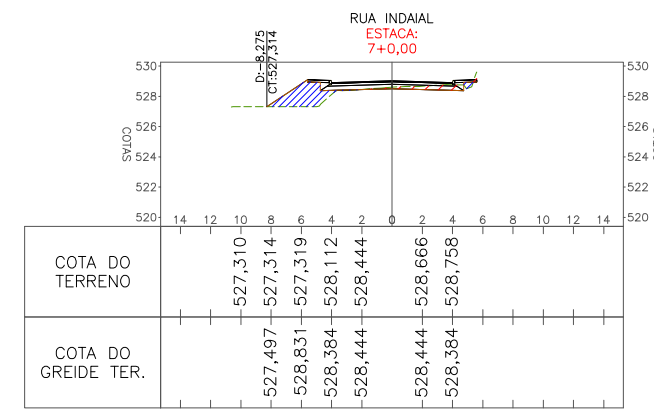 RUA INDAIAL
ESTACA:
7+0,00
D:-8,275
CT:527,314
530 530
528 528
526 526
524 524
522 522
520 520
COTAS
14 12 10 8 6 4 2 0 2 4 6 8 10 12 14
COTA DO
TERRENO
527,310 527,314 527,319 528,112 528,444 528,666 528,758
COTA DO
GREIDE TER.
527,497 528,831 528,384 528,444 528,444 528,384